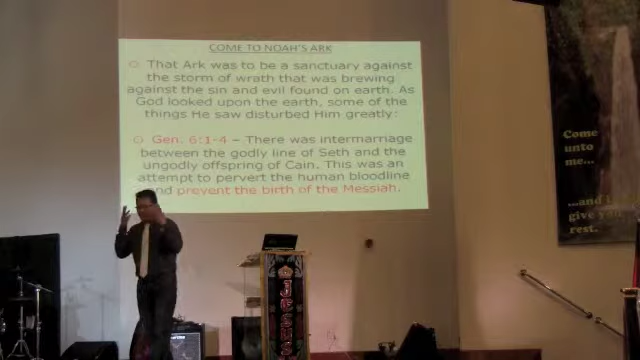 COME TO NOAH'S ARK
That Ark was to be a sanctuary against
the storm of wrath that was brewing
against the sin and evil found on earth. As
God looked upon the earth, some of the
things He saw disturbed Him greatly:
Gen. 6:1-4 – There was intermarriage
between the godly line of Seth and the
ungodly offspring of Cain. This was an
attempt to pervert the human bloodline
and prevent the birth of the Messiah.
Come
unto
me...
...and I
give you
rest.
JESUS